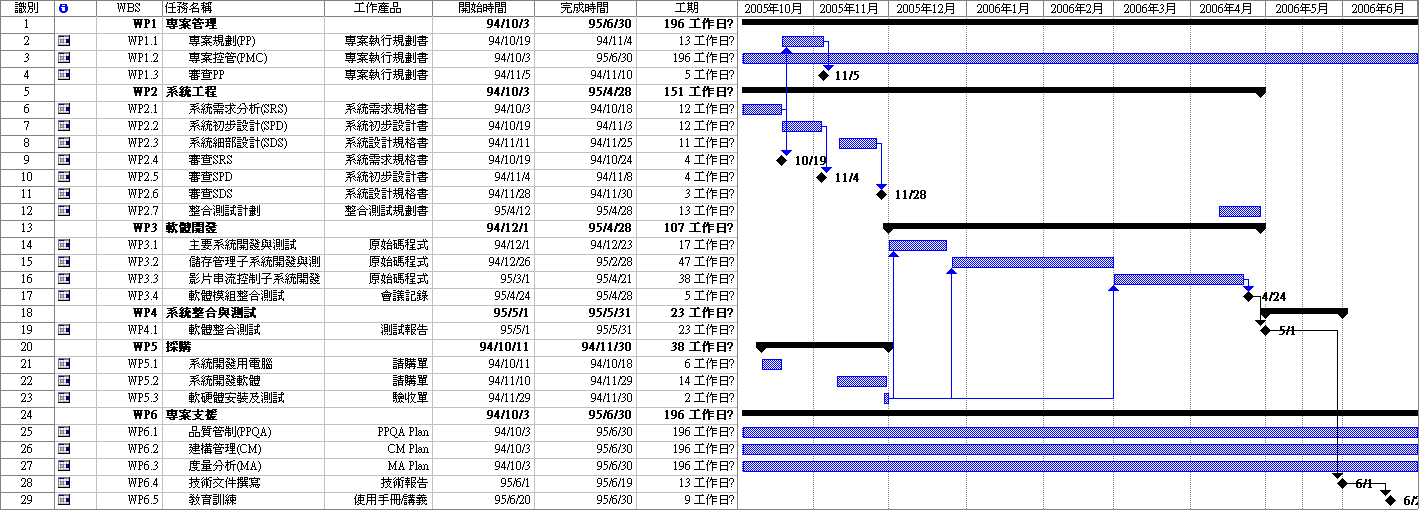 識別 WBS 任務名稱 工作產品 開始時間 完成時間 工期 2005年10月 2005年11月 2005年12月 2006年1月 2006年2月 2006年3月 2006年4月 2006年5月 2006年6月
1 WP1 專案管理 94/10/3 95/6/30 196 工作日?
2 WP1.1 專案規劃(PP) 專案執行規劃書 94/10/19 94/11/4 13 工作日?
3 WP1.2 專案控管(PMC) 專案執行規劃書 94/10/3 95/6/30 196 工作日?
4 WP1.3 審查PP 專案執行規劃書 94/11/5 94/11/10 5 工作日? 11/5
5 WP2 系統工程 94/10/3 95/4/28 151 工作日?
6 WP2.1 系統需求分析(SRS) 系統需求規格書 94/10/3 94/10/18 12 工作日?
7 WP2.2 系統初步設計(SPD) 系統初步設計書 94/10/19 94/11/3 12 工作日?
8 WP2.3 系統細部設計(SDS) 系統設計規格書 94/11/11 94/11/25 11 工作日?
9 WP2.4 審查SRS 系統需求規格書 94/10/19 94/10/24 4 工作日? 10/19
10 WP2.5 審查SPD 系統初步設計書 94/11/4 94/11/8 4 工作日? 11/4
11 WP2.6 審查SDS 系統設計規格書 94/11/28 94/11/30 3 工作日? 11/28
12 WP2.7 整合測試計劃 整合測試規劃書 95/4/12 95/4/28 13 工作日?
13 WP3 軟體開發 94/12/1 95/4/28 107 工作日?
14 WP3.1 主要系統開發與測試 原始碼程式 94/12/1 94/12/23 17 工作日?
15 WP3.2 儲存管理子系統開發與測 原始碼程式 94/12/26 95/2/28 47 工作日?
16 WP3.3 影片串流控制子系統開發 原始碼程式 95/3/1 95/4/21 38 工作日?
17 WP3.4 軟體模組整合測試 會議記錄 95/4/24 95/4/28 5 工作日? 4/24
18 WP4 系統整合與測試 95/5/1 95/5/31 23 工作日?
19 WP4.1 軟體整合測試 測試報告 95/5/1 95/5/31 23 工作日? 5/1
20 WP5 採購 94/10/11 94/11/30 38 工作日?
21 WP5.1 系統開發用電腦 請購單 94/10/11 94/10/18 6 工作日?
22 WP5.2 系統開發軟體 請購單 94/11/10 94/11/29 14 工作日?
23 WP5.3 軟硬體安裝及測試 驗收單 94/11/29 94/11/30 2 工作日?
24 WP6 專案支援 94/10/3 95/6/30 196 工作日?
25 WP6.1 品質管制(PPQA) PPQA Plan 94/10/3 95/6/30 196 工作日?
26 WP6.2 建構管理(CM) CM Plan 94/10/3 95/6/30 196 工作日?
27 WP6.3 度量分析(MA) MA Plan 94/10/3 95/6/30 196 工作日?
28 WP6.4 技術文件撰寫 技術報告 95/6/1 95/6/19 13 工作日? 6/1
29 WP6.5 教育訓練 使用手冊/講義 95/6/20 95/6/30 9 工作日?